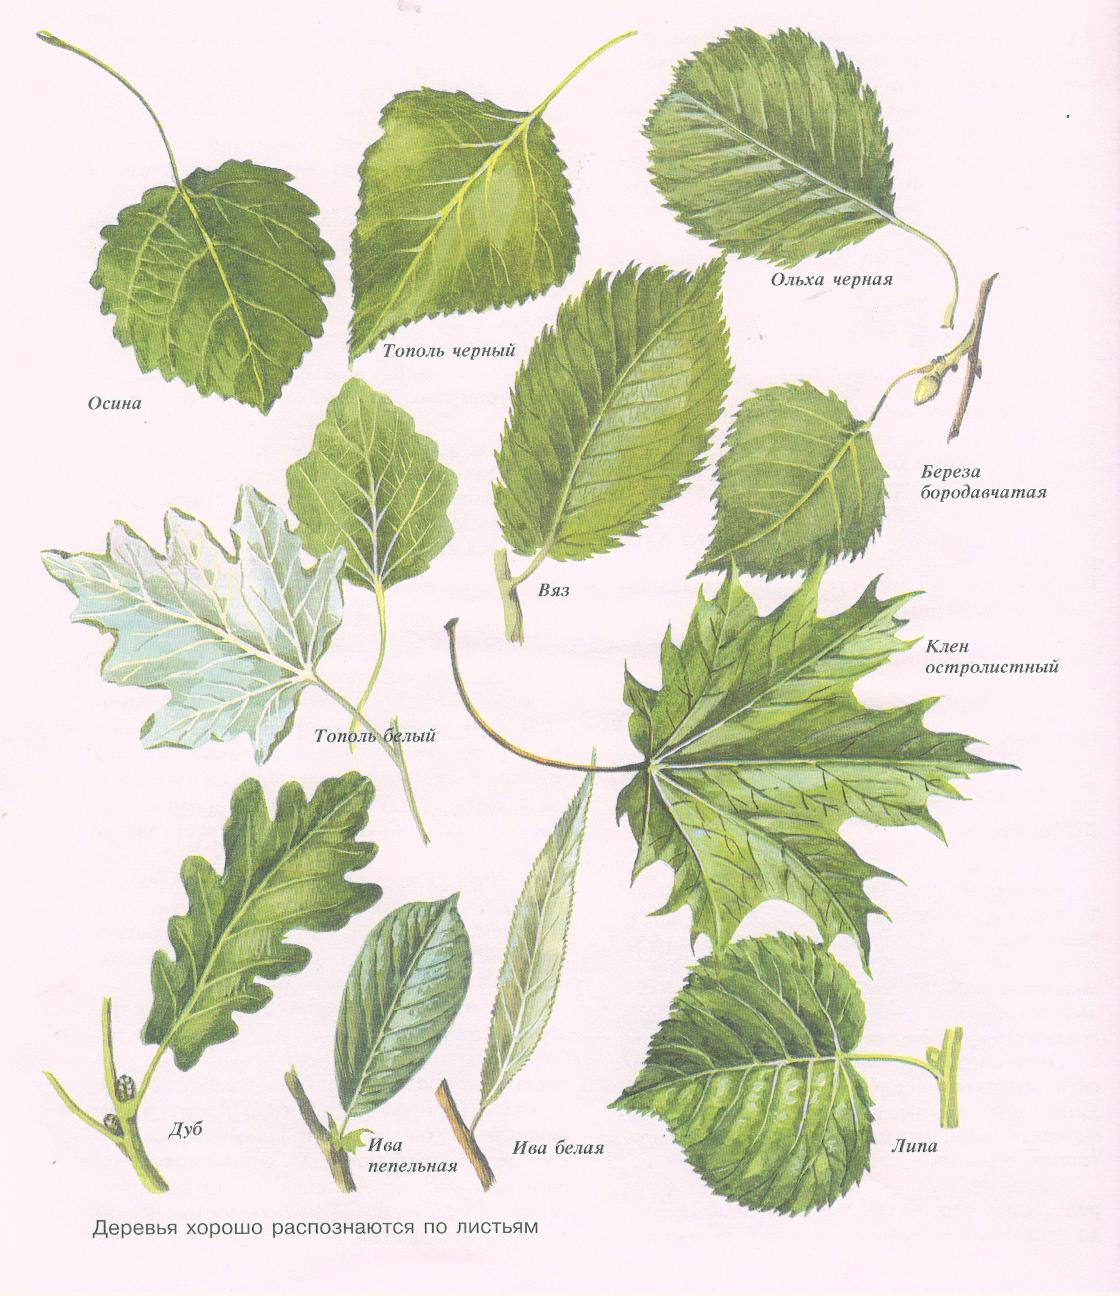 Ольха черная
Тополь черный
Осина
Береза
бородавчатая
Вяз
Клен
остролистный
Тополь белый
Дуб
Ива
пепельная
Ива белая
Липа
Деревья хорошо распознаются по листьям